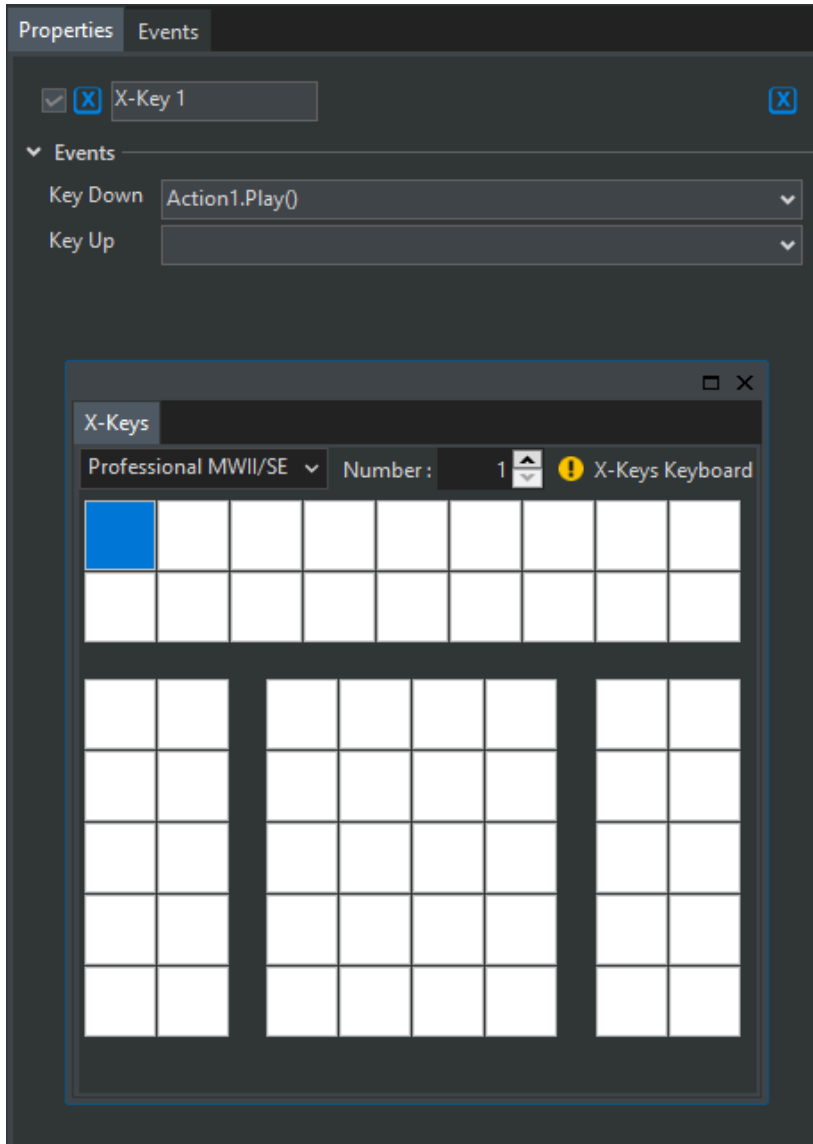 Properties Events
X X-Key 1 X
Events
Key Down Action1.Play()
Key Up
X-Keys
Professional MWII/SE Number : 1 ! X-Keys Keyboard